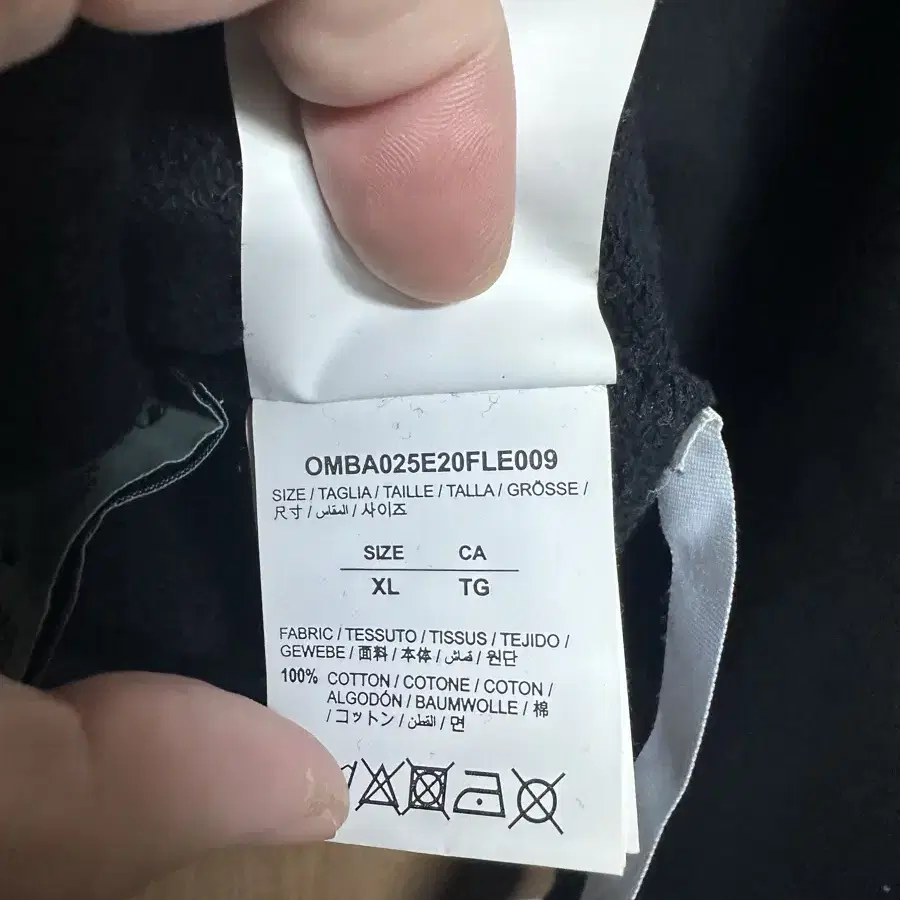 OMBA025E20FLE009
SIZE / TAGLIA / TAILLE / TALLA / GRÖSSE /
尺寸 / المقاس / 사이즈
SIZE CA
XL TG
FABRIC / TESSUTO / TISSUS / TEJIDO /
GEWEBE / 面料 / 本体 / قماش / 원단
100% COTTON / COTONE / COTON /
ALGODÓN / BAUMWOLLE / 棉
/ コットン / القطن / 면